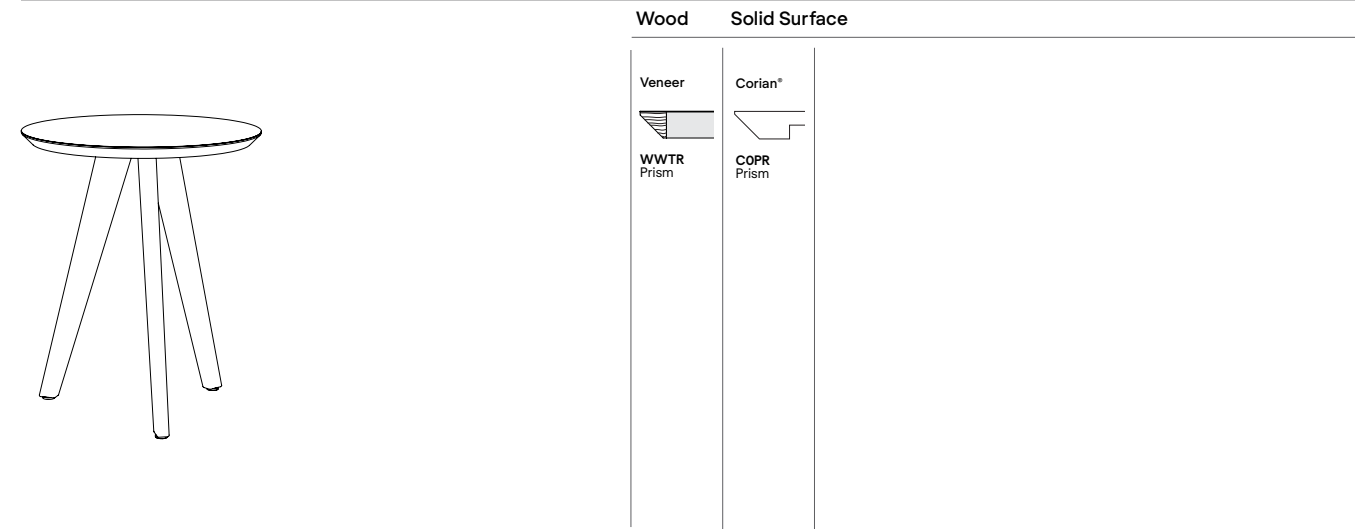 Wood Solid Surface
Veneer Corian®
WWTR C0PR
Prism Prism